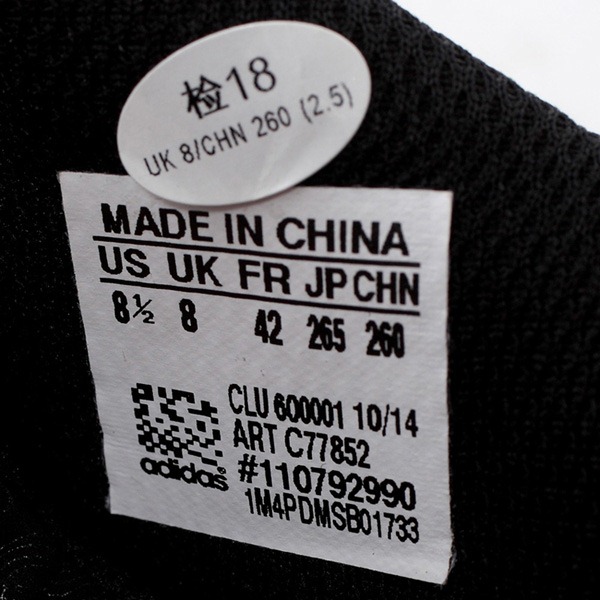 检18
UK 8/CHN 260 (2.5)
MADE IN CHINA
US UK FR JP CHN
8½ 8 42 265 260
CLU 600001 10/14
ART C77852
#110792990
1M4PDMSB01733
adidas